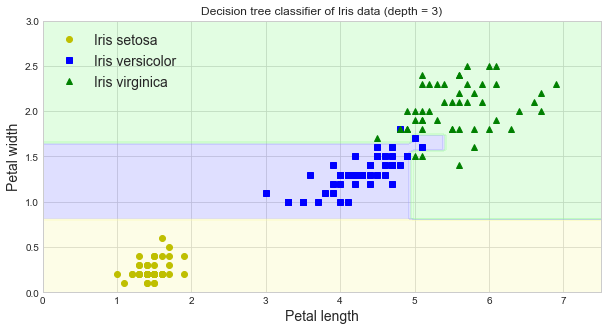 Decision tree classifier of Iris data (depth = 3)
3.0
2.5
2.0
1.5
1.0
0.5
0.0
Petal width
Iris setosa
Iris versicolor
Iris virginica
0 1 2 3 4 5 6 7
Petal length